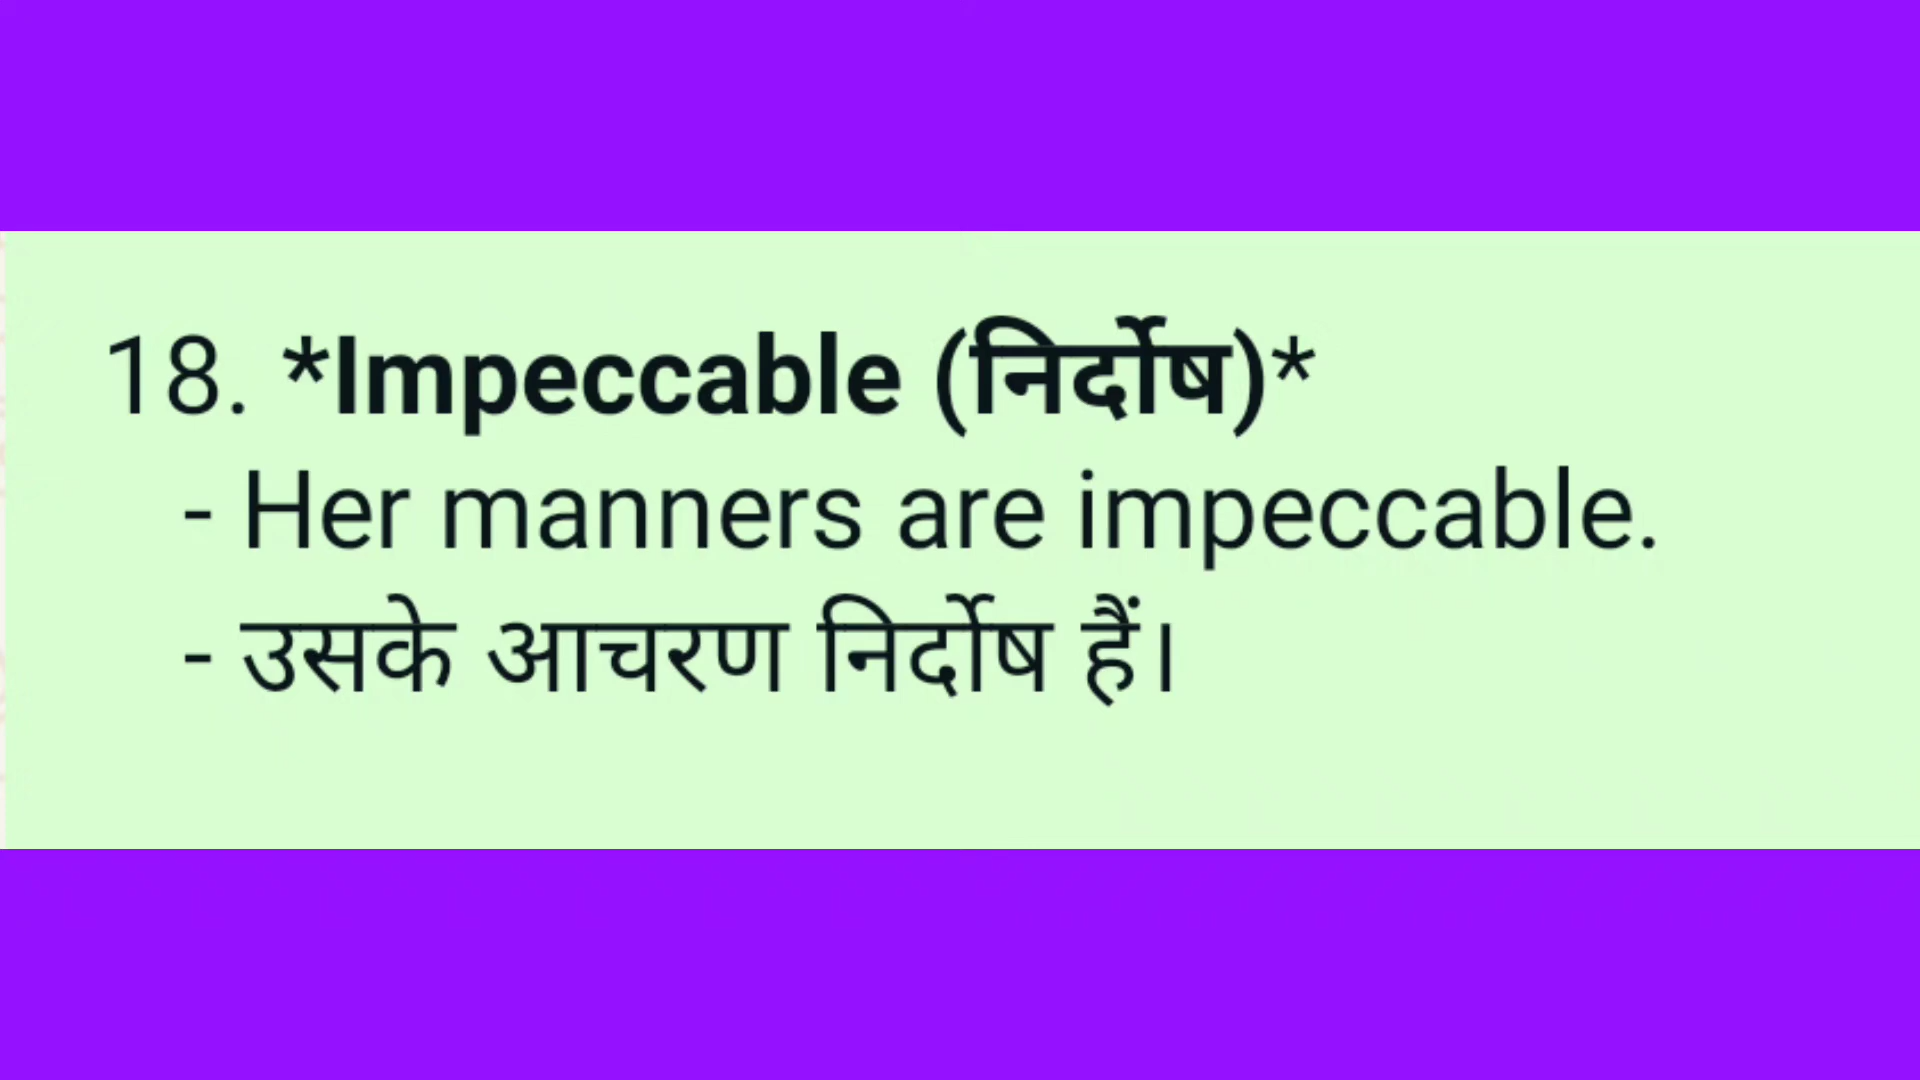 18. *Impeccable (निर्दोष)*
- Her manners are impeccable.
- उसके आचरण निर्दोष हैं।